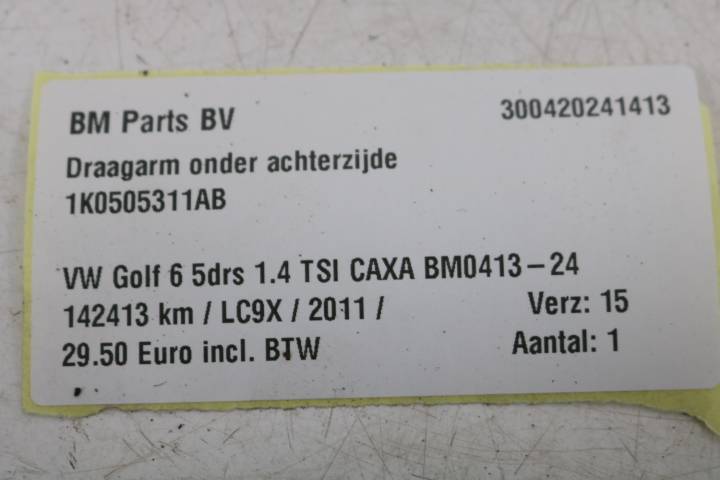 BM Parts BV 300420241413
Draagarm onder achterzijde
1K0505311AB
VW Golf 6 5drs 1.4 TSI CAXA BM0413-24
142413 km / LC9X / 2011 / Verz: 15
29.50 Euro incl. BTW Aantal: 1